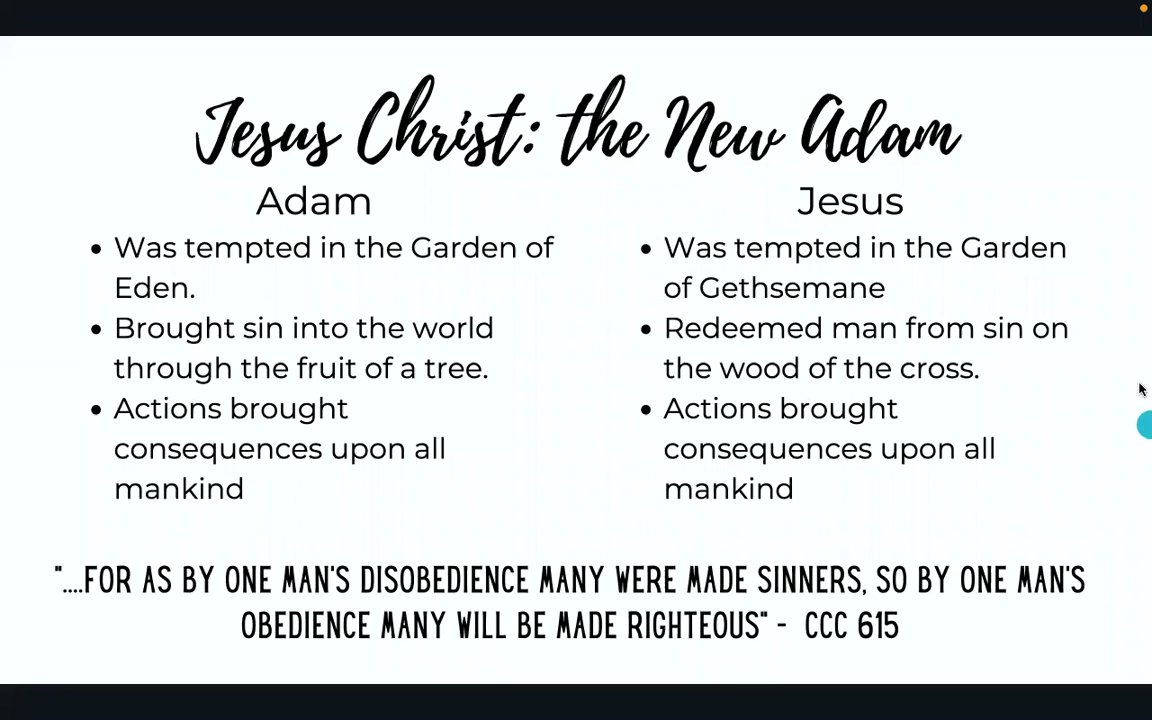 Jesus Christ: the New Adam
Adam
• Was tempted in the Garden of
Eden.
• Brought sin into the world
through the fruit of a tree.
• Actions brought
consequences upon all
mankind
Jesus
• Was tempted in the Garden
of Gethsemane
• Redeemed man from sin on
the wood of the cross.
• Actions brought
consequences upon all
mankind
"....FOR AS BY ONE MAN'S DISOBEDIENCE MANY WERE MADE SINNERS, SO BY ONE MAN'S
OBEDIENCE MANY WILL BE MADE RIGHTEOUS" - CCC 615